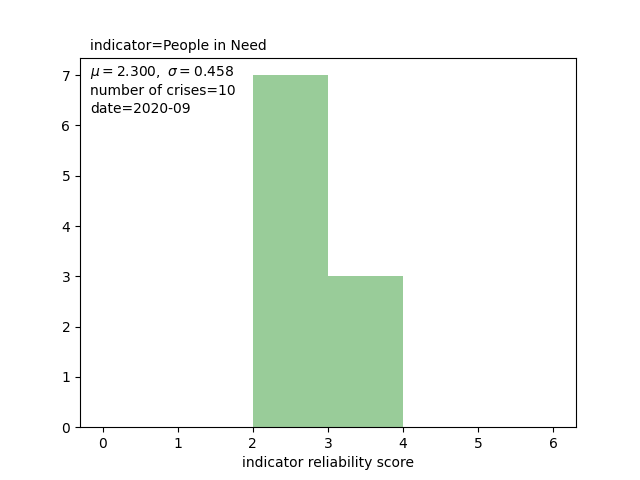 indicator=People in Need
μ = 2.300, σ = 0.458
number of crises=10
date=2020-09
7
6
5
4
3
2
1
0
0 1 2 3 4 5 6
indicator reliability score